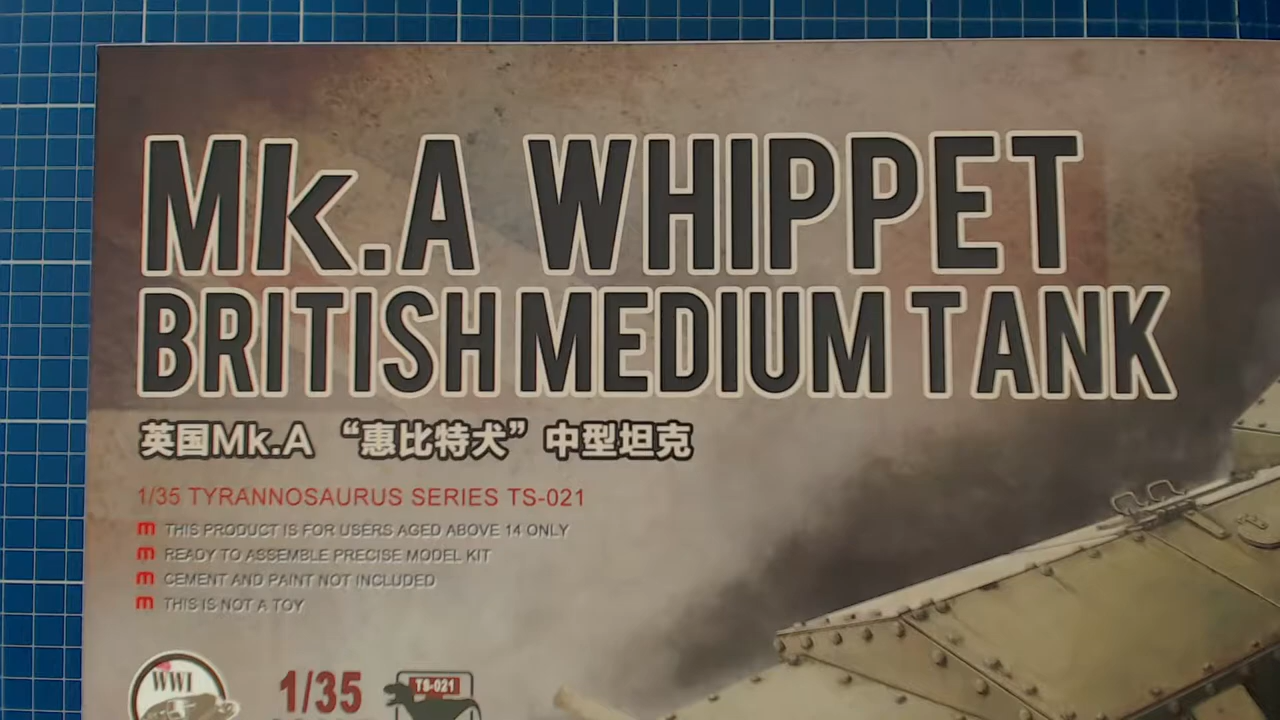 Mk.A WHIPPET
BRITISH MEDIUM TANK
英国Mk.A “惠比特犬” 中型坦克
1/35 TYRANNOSAURUS SERIES TS-021
m THIS PRODUCT IS FOR USERS AGED ABOVE 14 ONLY
m READY TO ASSEMBLE PRECISE MODEL KIT
m CEMENT AND PAINT NOT INCLUDED
m THIS IS NOT A TOY
WWI
1/35
TS-021